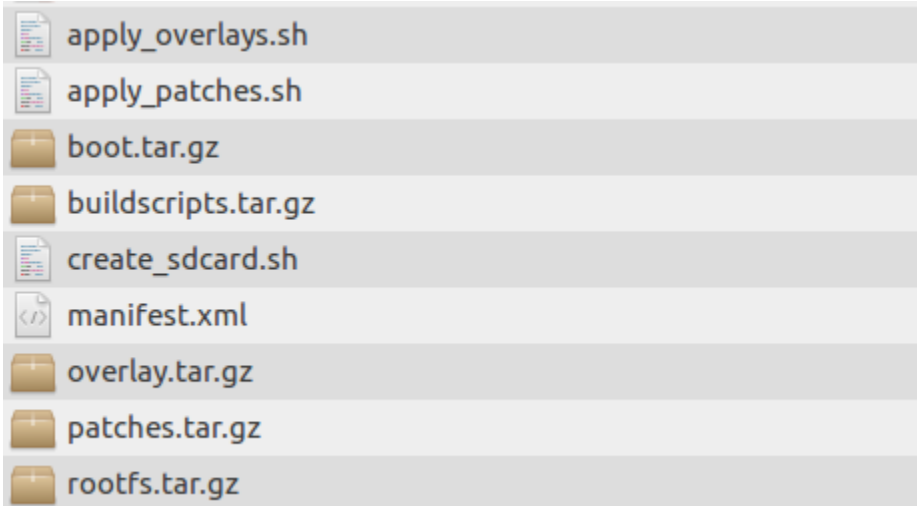 apply_overlays.sh
apply_patches.sh
boot.tar.gz
buildscripts.tar.gz
create_sdcard.sh
manifest.xml
overlay.tar.gz
patches.tar.gz
rootfs.tar.gz